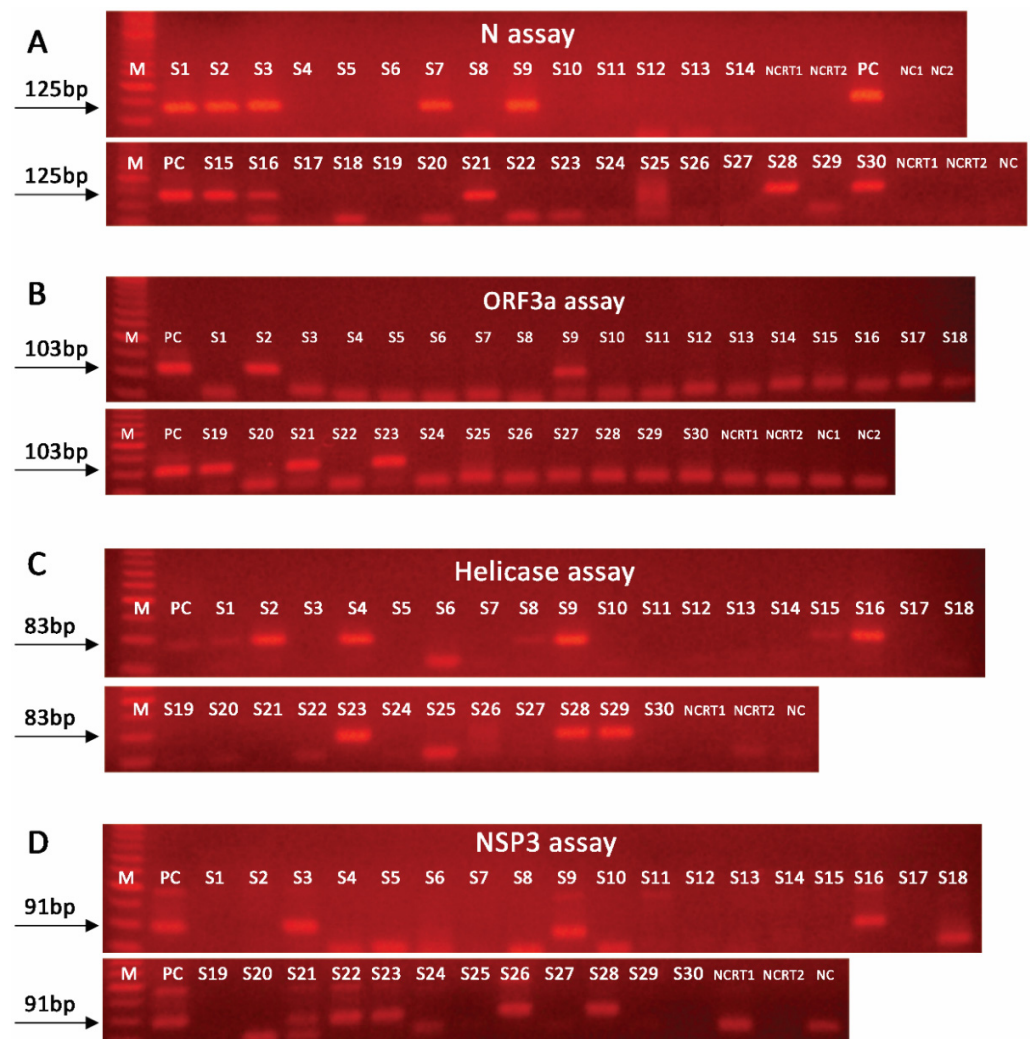 A
N assay
M S1 S2 S3 S4 S5 S6 S7 S8 S9 S10 S11 S12 S13 S14 NCRT1 NCRT2 PC NC1 NC2
125bp
M PC S15 S16 S17 S18 S19 S20 S21 S22 S23 S24 S25 S26 S27 S28 S29 S30 NCRT1 NCRT2 NC
125bp
B
ORF3a assay
M PC S1 S2 S3 S4 S5 S6 S7 S8 S9 S10 S11 S12 S13 S14 S15 S16 S17 S18
103bp
M PC S19 S20 S21 S22 S23 S24 S25 S26 S27 S28 S29 S30 NCRT1 NCRT2 NC1 NC2
103bp
C
Helicase assay
M PC S1 S2 S3 S4 S5 S6 S7 S8 S9 S10 S11 S12 S13 S14 S15 S16 S17 S18
83bp
M S19 S20 S21 S22 S23 S24 S25 S26 S27 S28 S29 S30 NCRT1 NCRT2 NC
83bp
D
NSP3 assay
M PC S1 S2 S3 S4 S5 S6 S7 S8 S9 S10 S11 S12 S13 S14 S15 S16 S17 S18
91bp
M PC S19 S20 S21 S22 S23 S24 S25 S26 S27 S28 S29 S30 NCRT1 NCRT2 NC
91bp